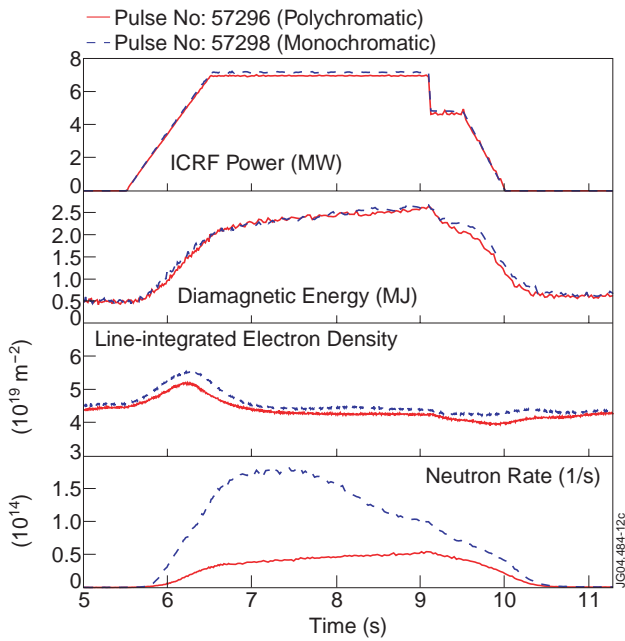 Pulse No: 57296 (Polychromatic)
Pulse No: 57298 (Monochromatic)
8
6
4
2
0
ICRF Power (MW)
2.5
2.0
1.5
1.0
0.5
0
Diamagnetic Energy (MJ)
Line-integrated Electron Density
6
5
4
3
(10¹⁹ m⁻²)
Neutron Rate (1/s)
1.5
1.0
0.5
0
(10¹⁴)
5 6 7 8 9 10 11
Time (s)
JG04.484-12c